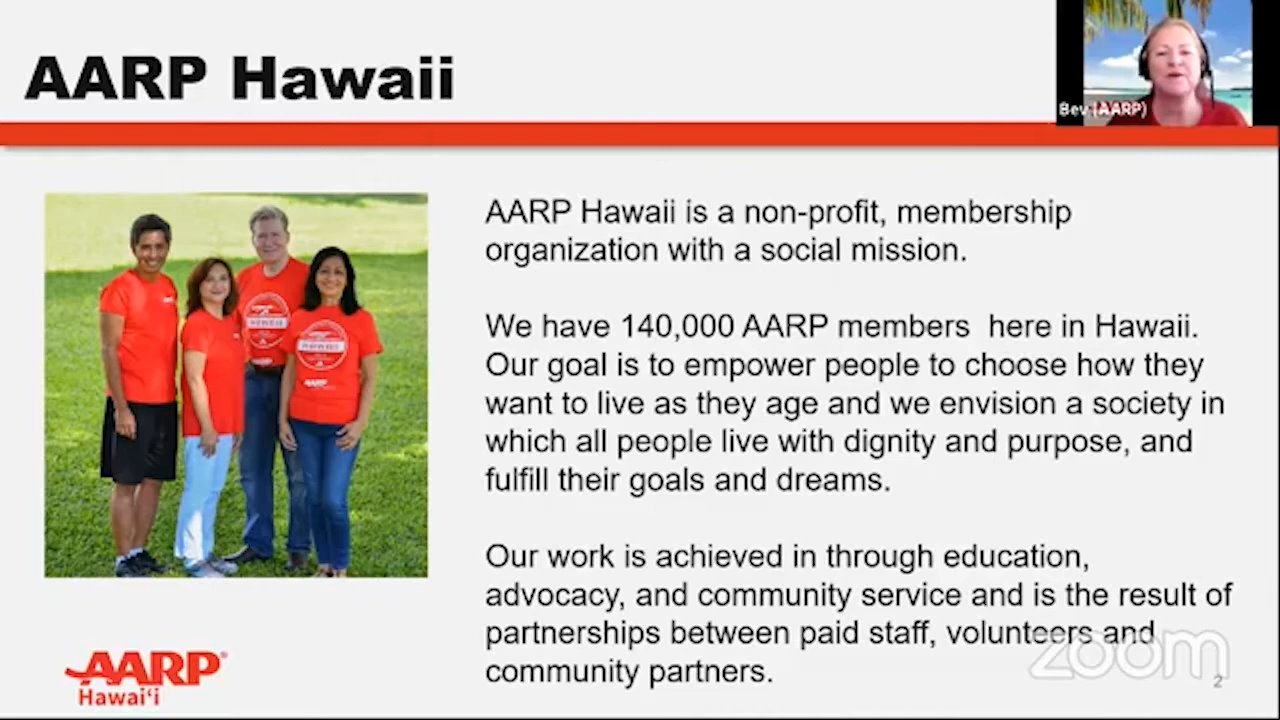 AARP Hawaii
Bev (AARP)
AARP Hawaii is a non-profit, membership
organization with a social mission.
We have 140,000 AARP members  here in Hawaii.
Our goal is to empower people to choose how they
want to live as they age and we envision a society in
which all people live with dignity and purpose, and
fulfill their goals and dreams.
Our work is achieved in through education,
advocacy, and community service and is the result of
partnerships between paid staff, volunteers and
community partners.
HAWAII
HAWAII
AARP
AARP®
Hawaiʻi
zoom
2